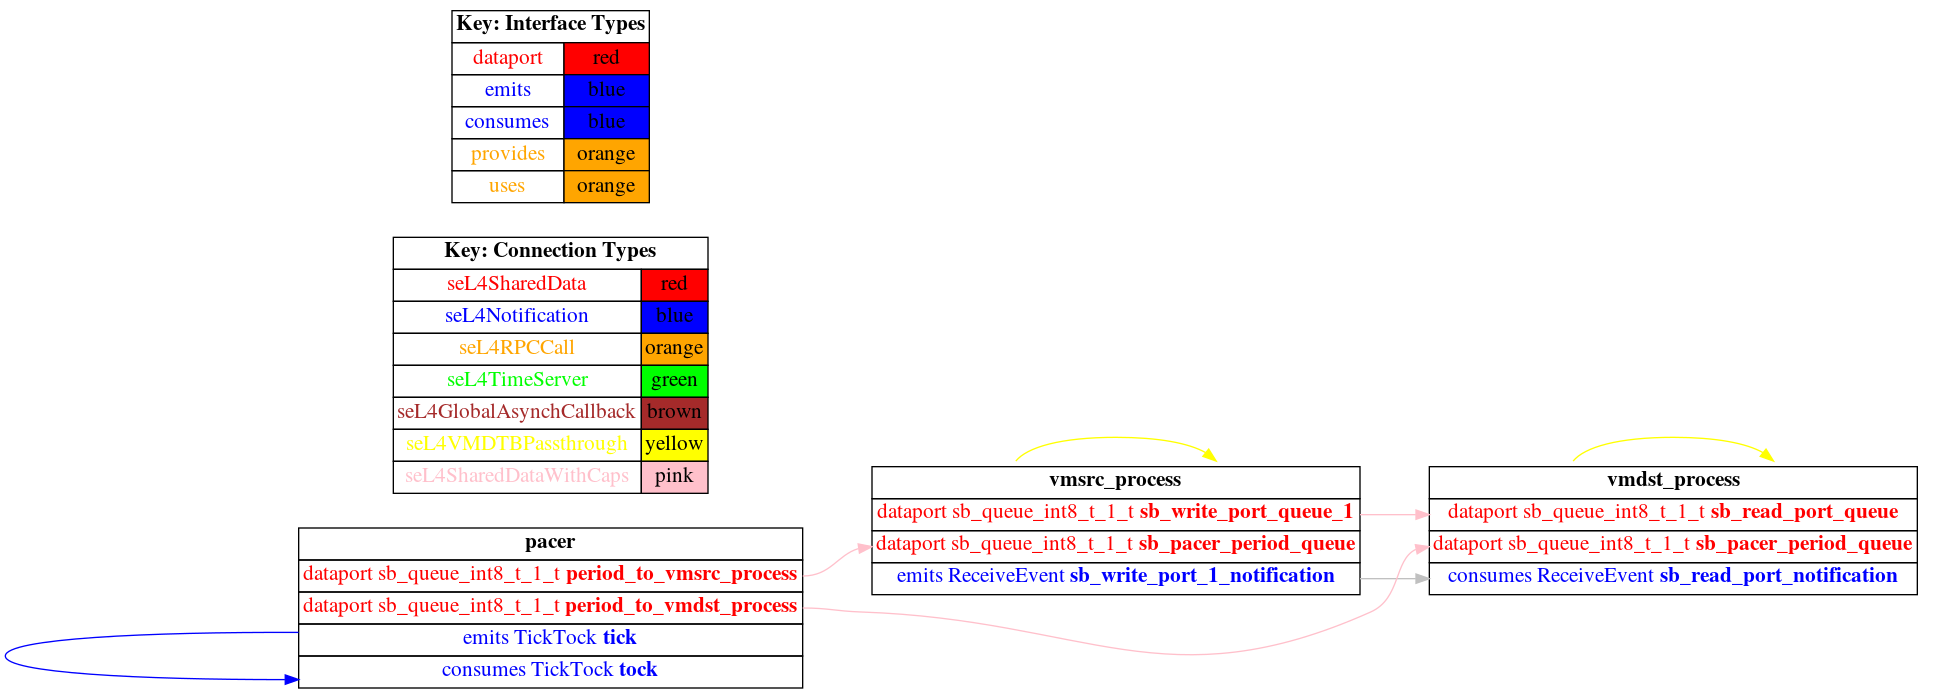 Key: Interface Types
dataport red
emits blue
consumes blue
provides orange
uses orange
Key: Connection Types
seL4SharedData red
seL4Notification blue
seL4RPCCall orange
seL4TimeServer green
seL4GlobalAsynchCallback brown
seL4VMDTBPassthrough yellow
seL4SharedDataWithCaps pink
pacer
dataport sb_queue_int8_t_1_t period_to_vmsrc_process
dataport sb_queue_int8_t_1_t period_to_vmdst_process
emits TickTock tick
consumes TickTock tock
vmsrc_process
dataport sb_queue_int8_t_1_t sb_write_port_queue_1
dataport sb_queue_int8_t_1_t sb_pacer_period_queue
emits ReceiveEvent sb_write_port_1_notification
vmdst_process
dataport sb_queue_int8_t_1_t sb_read_port_queue
dataport sb_queue_int8_t_1_t sb_pacer_period_queue
consumes ReceiveEvent sb_read_port_notification